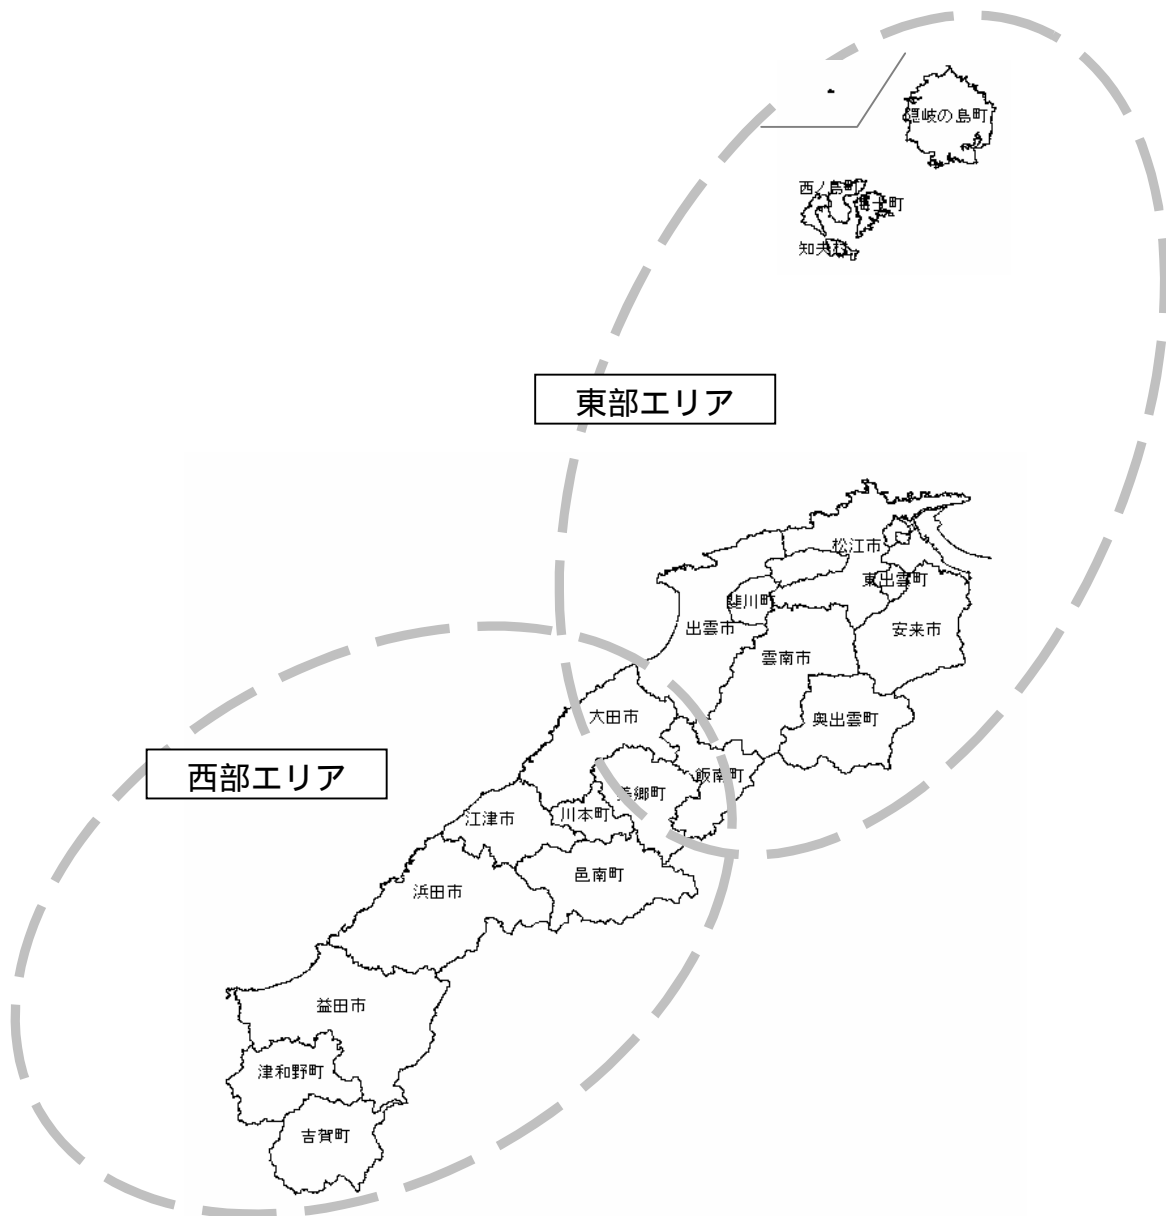 隠岐の島町
西ノ島町
海士町
知夫村
東部エリア
松江市
東出雲町
斐川町
出雲市
安来市
雲南市
大田市
奥出雲町
西部エリア
飯南町
美郷町
川本町
江津市
邑南町
浜田市
益田市
津和野町
吉賀町